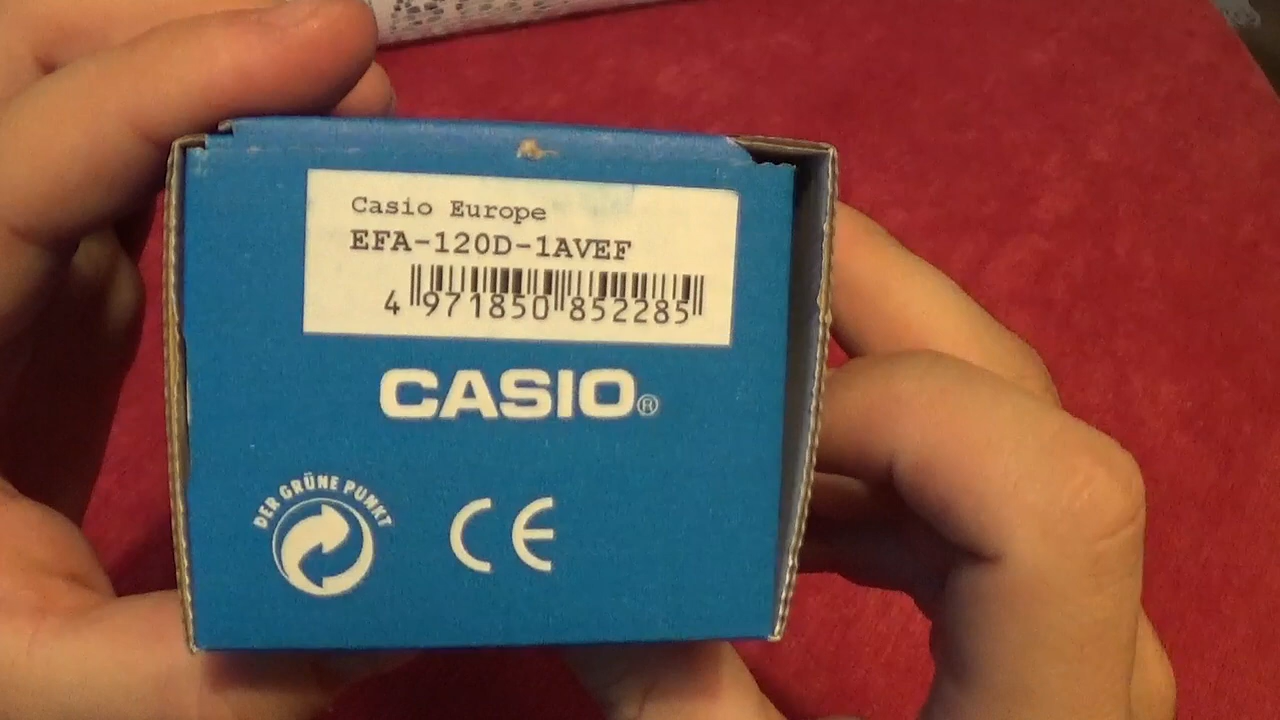 Casio Europe
EFA-120D-1AVEF
4 971850 852285
CASIO®
DER GRÜNE PUNKT
CE